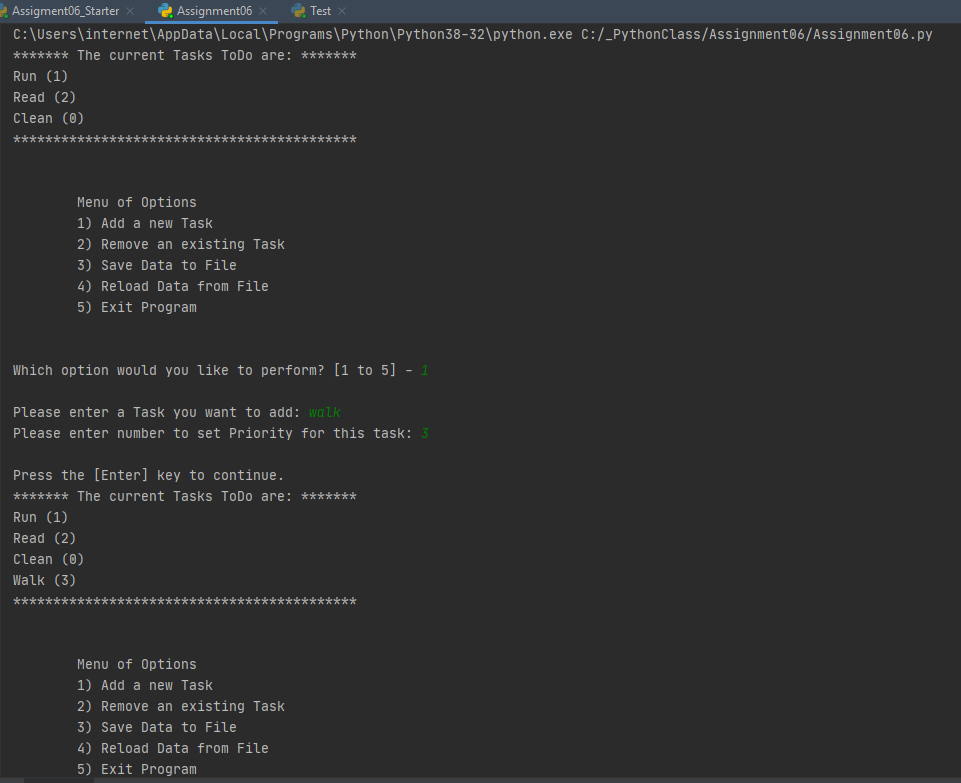 Assigment06_Starter × Assignment06 × Test ×
C:\Users\internet\AppData\Local\Programs\Python\Python38-32\python.exe C:/_PythonClass/Assignment06/Assignment06.py
******* The current Tasks ToDo are: *******
Run (1)
Read (2)
Clean (0)
*******************************************
Menu of Options
1) Add a new Task
2) Remove an existing Task
3) Save Data to File
4) Reload Data from File
5) Exit Program
Which option would you like to perform? [1 to 5] - 1
Please enter a Task you want to add: walk
Please enter number to set Priority for this task: 3
Press the [Enter] key to continue.
******* The current Tasks ToDo are: *******
Run (1)
Read (2)
Clean (0)
Walk (3)
*******************************************
Menu of Options
1) Add a new Task
2) Remove an existing Task
3) Save Data to File
4) Reload Data from File
5) Exit Program